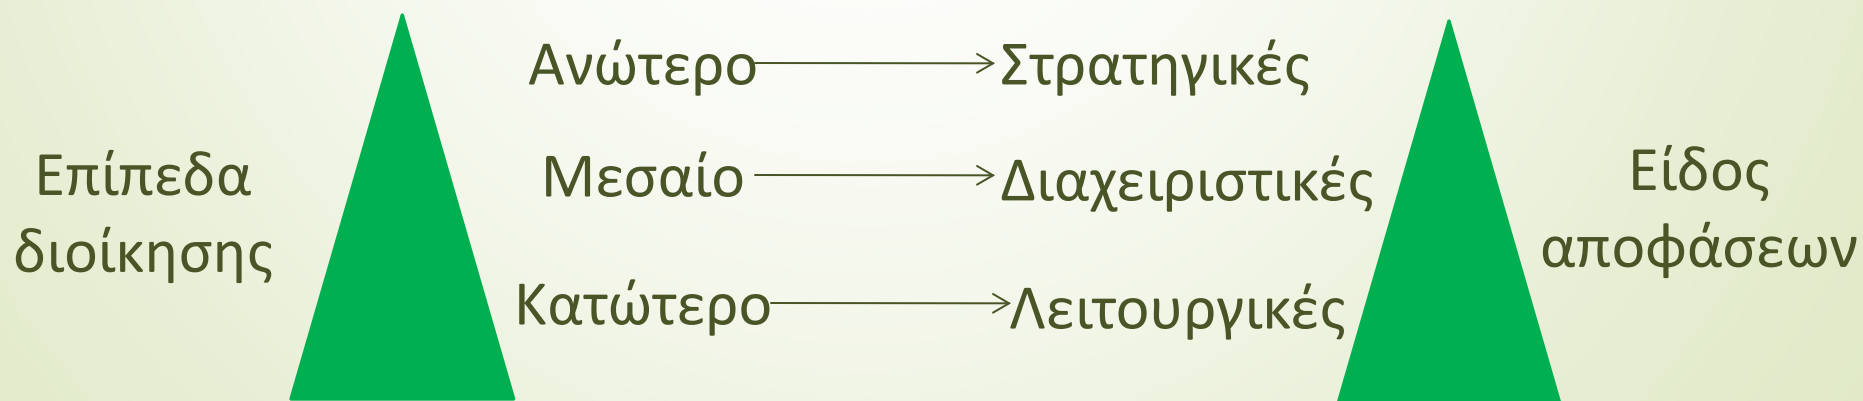 Επίπεδα
διοίκησης
Ανώτερο
Στρατηγικές
Μεσαίο
Διαχειριστικές
Κατώτερο
Λειτουργικές
Είδος
αποφάσεων